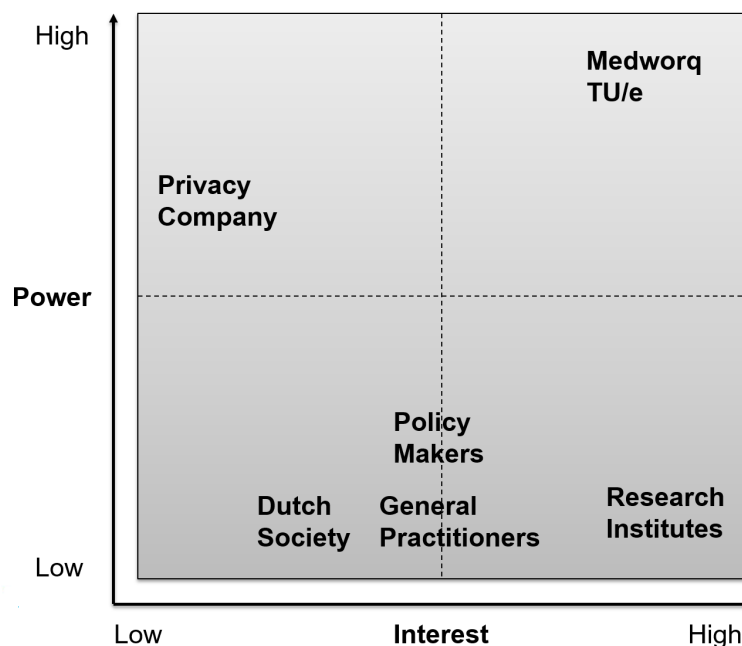 High
Medworq
TU/e
Privacy
Company
Power
Policy
Makers
Dutch
Society
General
Practitioners
Research
Institutes
Low
Low
Interest
High